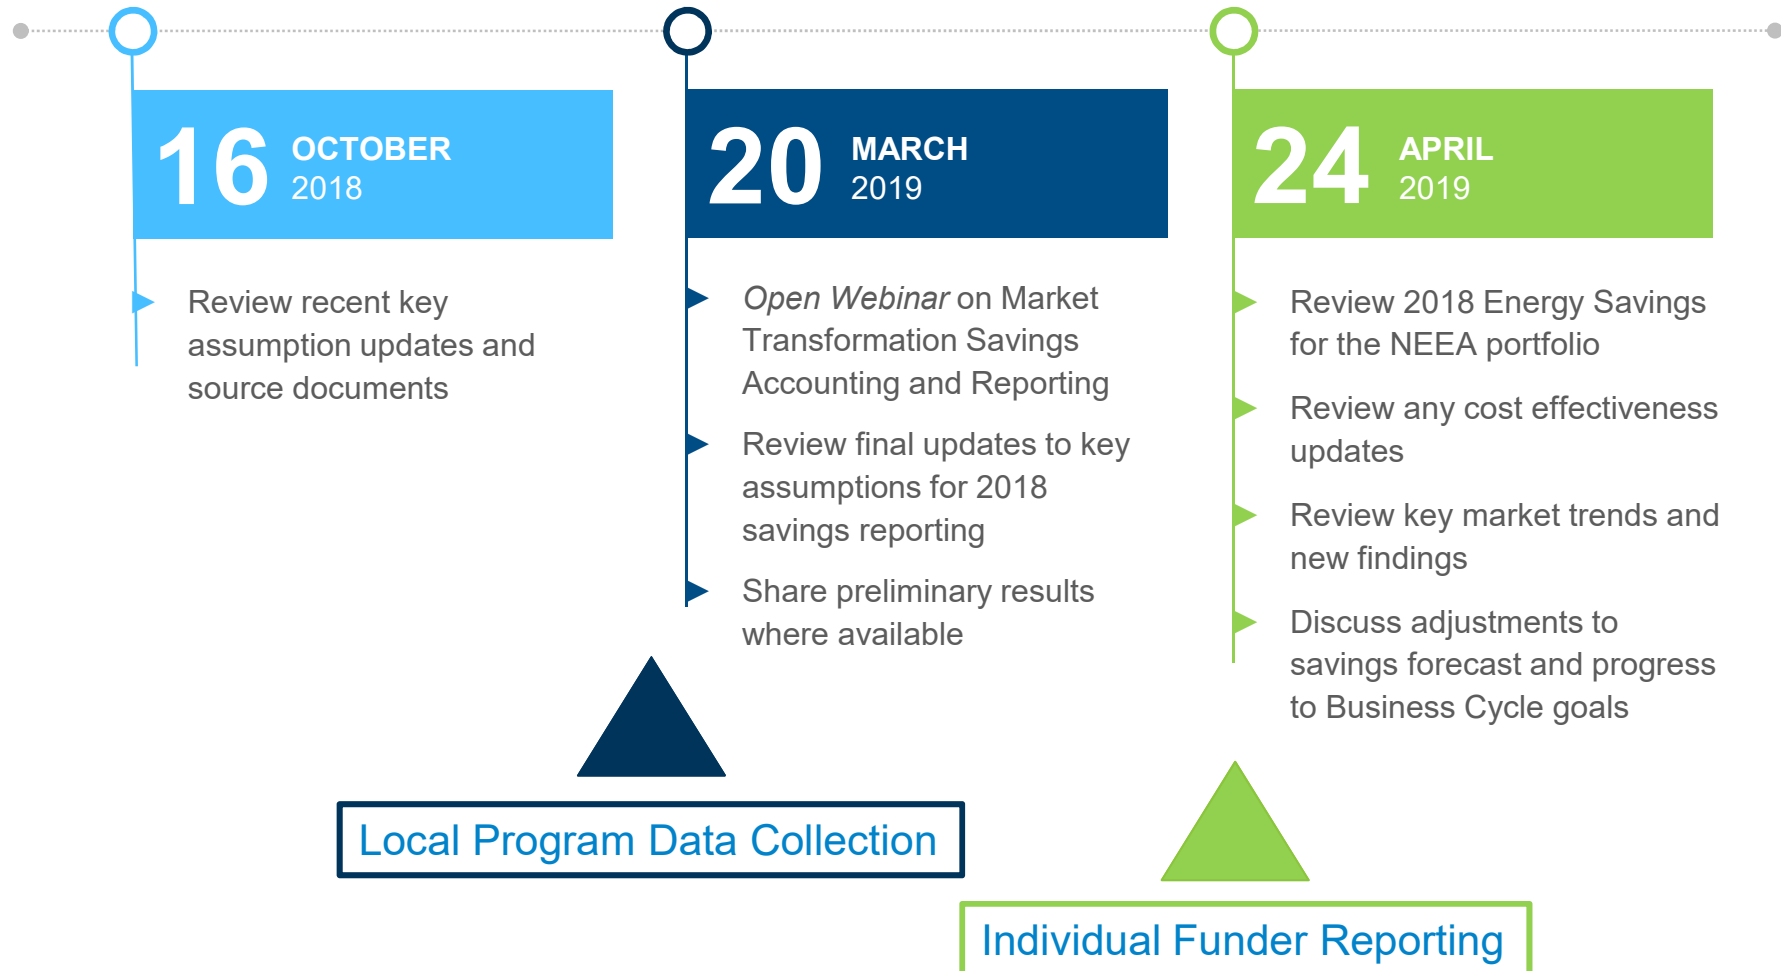 16 OCTOBER
2018
Review recent key
assumption updates and
source documents
20 MARCH
2019
Open Webinar on Market
Transformation Savings
Accounting and Reporting
Review final updates to key
assumptions for 2018
savings reporting
Share preliminary results
where available
24 APRIL
2019
Review 2018 Energy Savings
for the NEEA portfolio
Review any cost effectiveness
updates
Review key market trends and
new findings
Discuss adjustments to
savings forecast and progress
to Business Cycle goals
Local Program Data Collection
Individual Funder Reporting